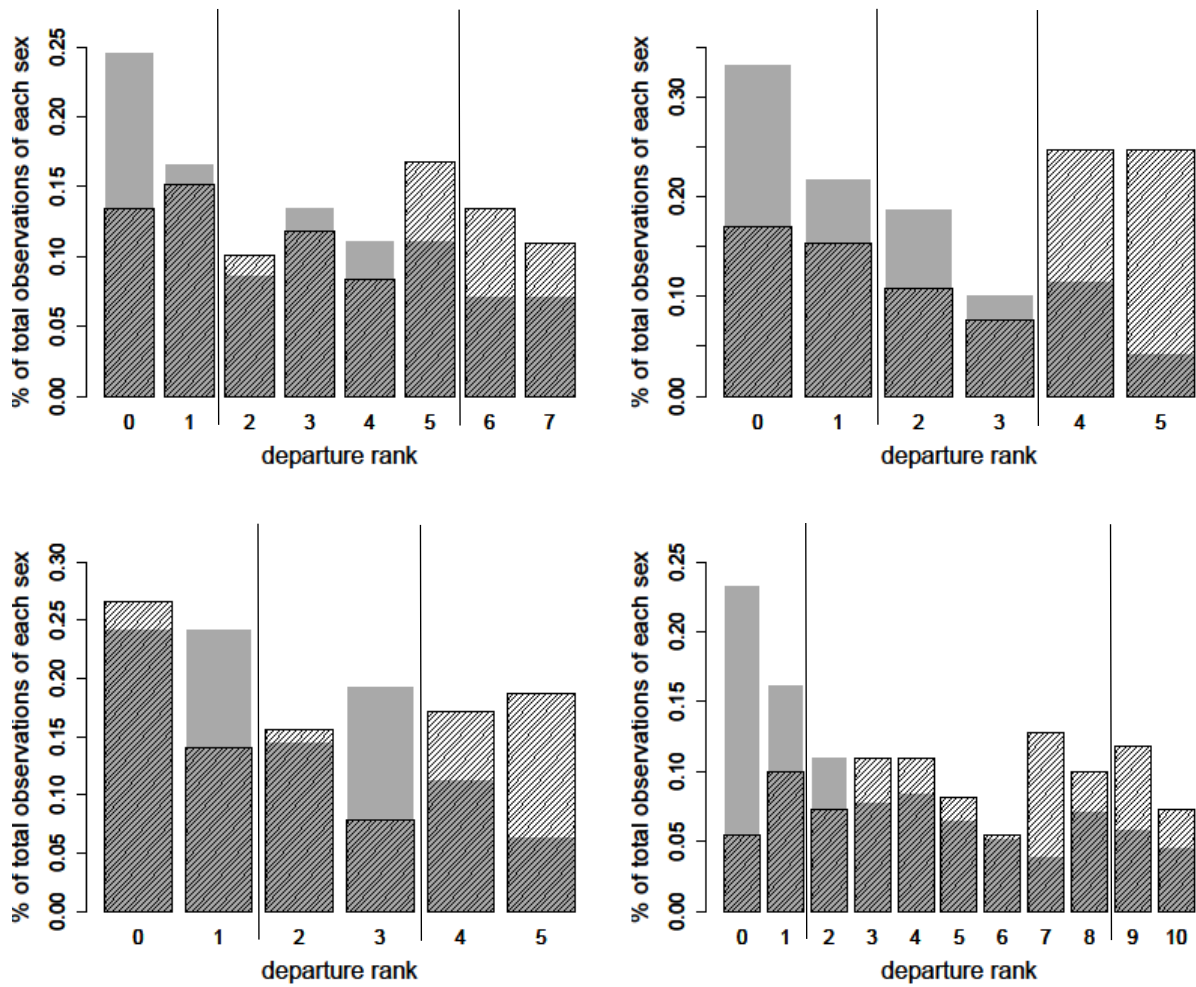 % of total observations of each sex
0.25
0.20
0.15
0.10
0.05
0.00
0 1 2 3 4 5 6 7
departure rank
% of total observations of each sex
0.30
0.20
0.10
0.00
0 1 2 3 4 5
departure rank
% of total observations of each sex
0.30
0.25
0.20
0.15
0.10
0.05
0.00
0 1 2 3 4 5
departure rank
% of total observations of each sex
0.25
0.20
0.15
0.10
0.05
0.00
0 1 2 3 4 5 6 7 8 9 10
departure rank